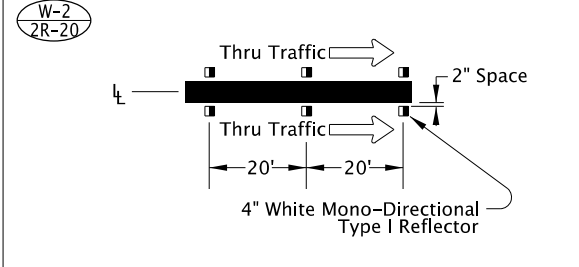 W-2
2R-20
Thru Traffic
2" Space
Thru Traffic
20'
20'
4" White Mono-Directional
Type I Reflector